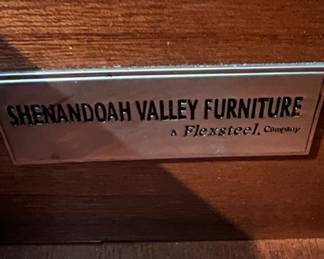 SHENANDOAH VALLEY FURNITURE
A Flexsteel. Company